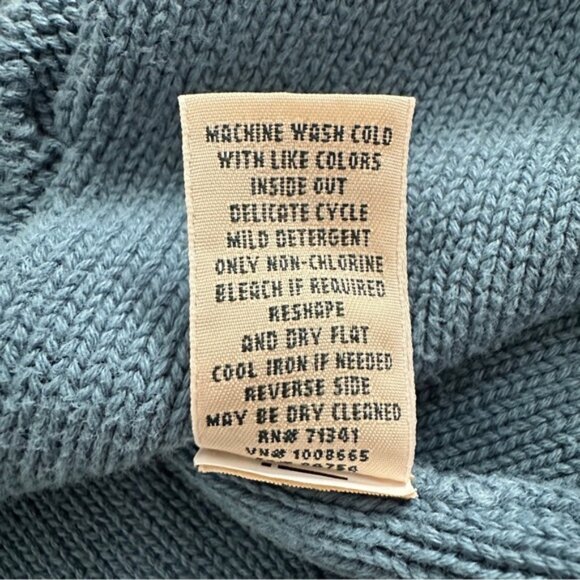 MACHINE WASH COLD
WITH LIKE COLORS
INSIDE OUT
DELICATE CYCLE
MILD DETERGENT
ONLY NON-CHLORINE
BLEACH IF REQUIRED
RESHAPE
AND DRY FLAT
COOL IRON IF NEEDED
REVERSE SIDE
MAY BE DRY CLEANED
RN# 71341
VN# 1008665